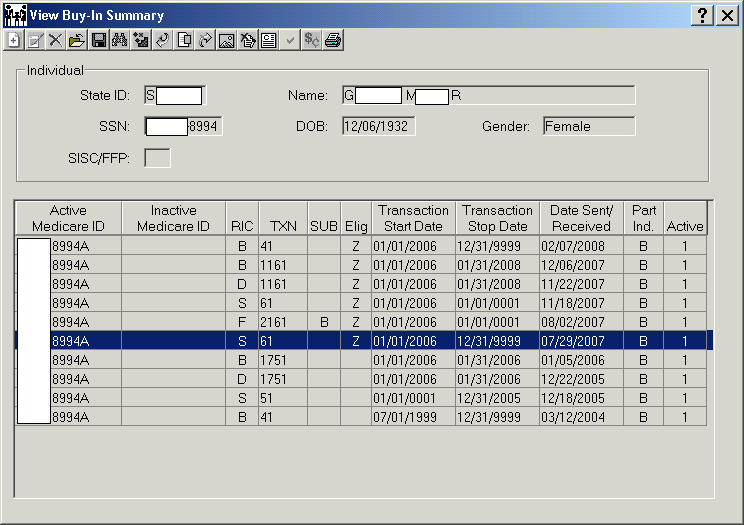 View Buy-In Summary
Individual
State ID: S Name: G M R
SSN: -8994 DOB: 12/06/1932 Gender: Female
SISC/FFP:
Active Medicare ID Inactive Medicare ID RIC TXN SUB Elig Transaction Start Date Transaction Stop Date Date Sent/ Received Part Ind. Active
8994A B 41 Z 01/01/2006 12/31/9999 02/07/2008 B 1
8994A B 1161 Z 01/01/2006 01/31/2008 12/06/2007 B 1
8994A D 1161 Z 01/01/2006 01/31/2008 11/22/2007 B 1
8994A S 61 Z 01/01/2006 01/01/0001 11/18/2007 B 1
8994A F 2161 B Z 01/01/2006 01/01/0001 08/02/2007 B 1
8994A S 61 Z 01/01/2006 12/31/9999 07/29/2007 B 1
8994A B 1751 01/01/2006 01/31/2006 01/05/2006 B 1
8994A D 1751 01/01/2006 01/31/2006 12/22/2005 B 1
8994A S 51 01/01/0001 12/31/2005 12/18/2005 B 1
8994A B 41 07/01/1999 12/31/9999 03/12/2004 B 1